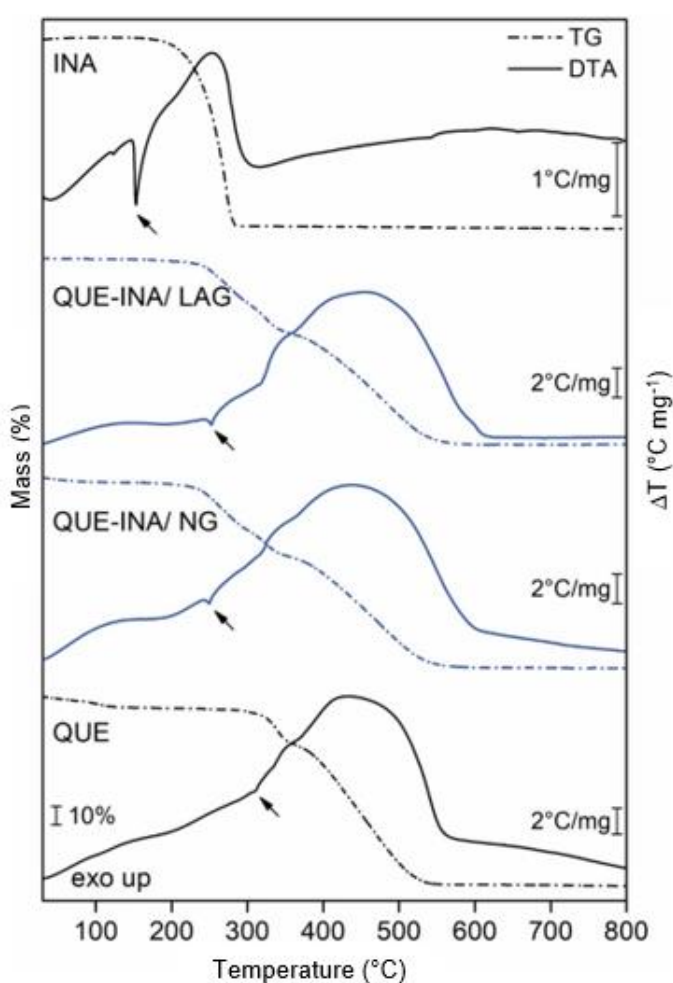 INA
TG
DTA
1°C/mg
QUE-INA/ LAG
2°C/mg
QUE-INA/ NG
2°C/mg
QUE
10%
2°C/mg
exo up
Mass (%)
ΔT (°C mg⁻¹)
100 200 300 400 500 600 700 800
Temperature (°C)